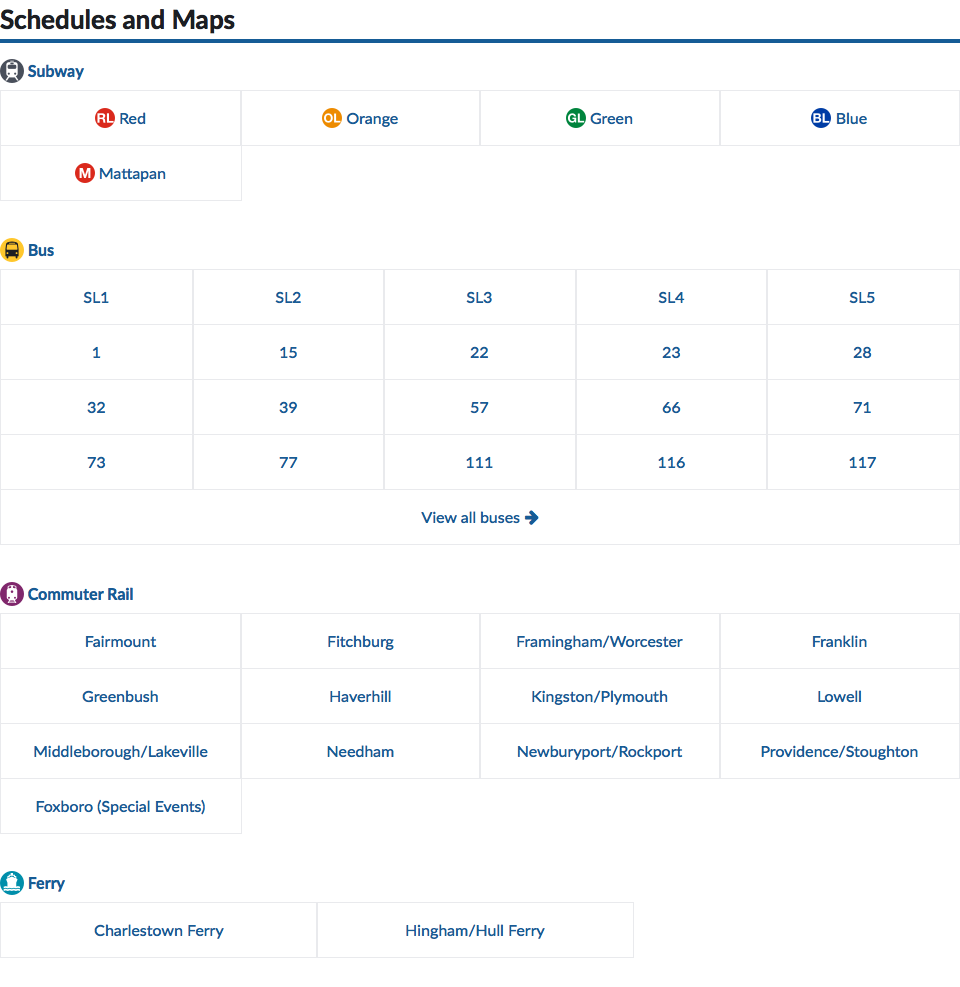 Schedules and Maps
Subway
RL Red OL Orange GL Green BL Blue
M Mattapan
Bus
SL1 SL2 SL3 SL4 SL5
1 15 22 23 28
32 39 57 66 71
73 77 111 116 117
View all buses
Commuter Rail
Fairmount Fitchburg Framingham/Worcester Franklin
Greenbush Haverhill Kingston/Plymouth Lowell
Middleborough/Lakeville Needham Newburyport/Rockport Providence/Stoughton
Foxboro (Special Events)
Ferry
Charlestown Ferry Hingham/Hull Ferry